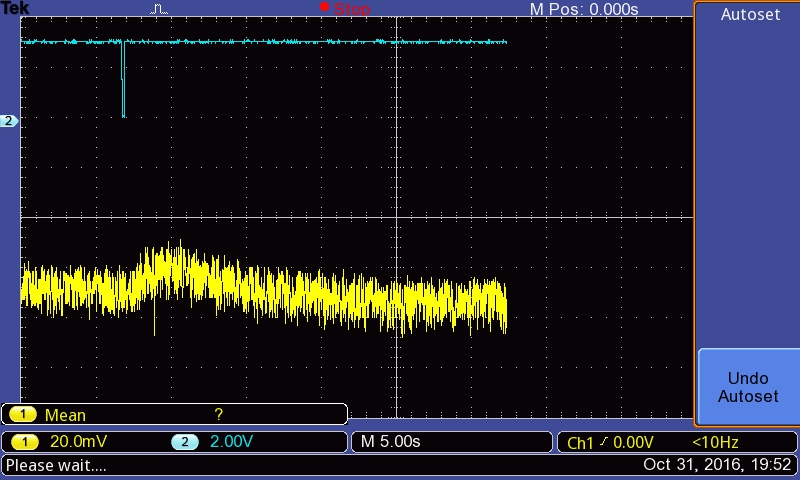 Tek Stop M Pos: 0.000s Autoset
2
1 Mean ?
Undo
Autoset
1 20.0mV 2 2.00V M 5.00s Ch1 0.00V <10Hz
Please wait.... Oct 31, 2016, 19:52